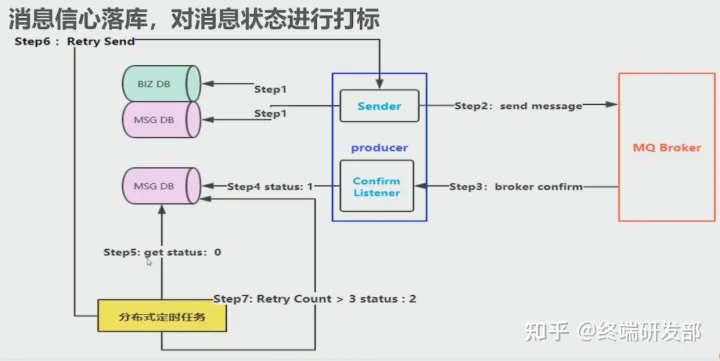 消息信心落库，对消息状态进行打标
Step6： Retry Send
BIZ DB
Step1
MSG DB
Step1
Sender
Step2：send message
producer
MQ Broker
MSG DB
Step4 status: 1
Confirm
Listener
Step3：broker confirm
Step5: get status：0
Step7: Retry Count > 3 status : 2
分布式定时任务
知乎 @终端研发部